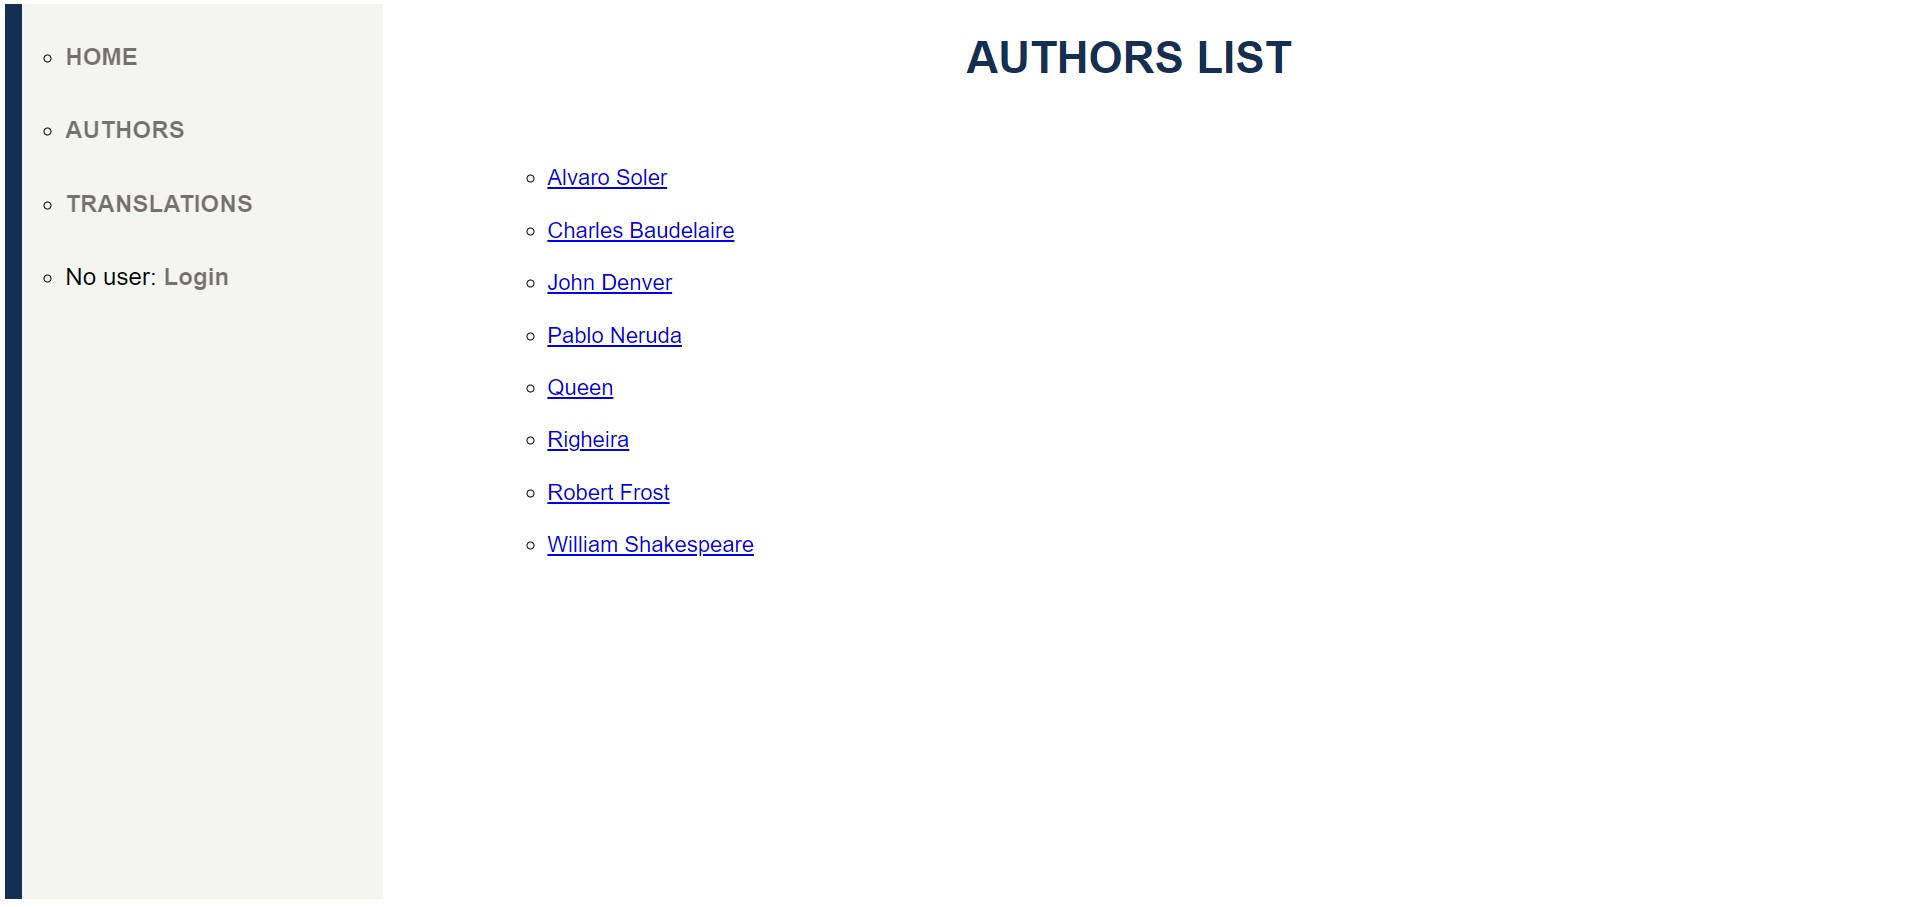 HOME
AUTHORS
TRANSLATIONS
No user: Login
AUTHORS LIST
Alvaro Soler
Charles Baudelaire
John Denver
Pablo Neruda
Queen
Righeira
Robert Frost
William Shakespeare